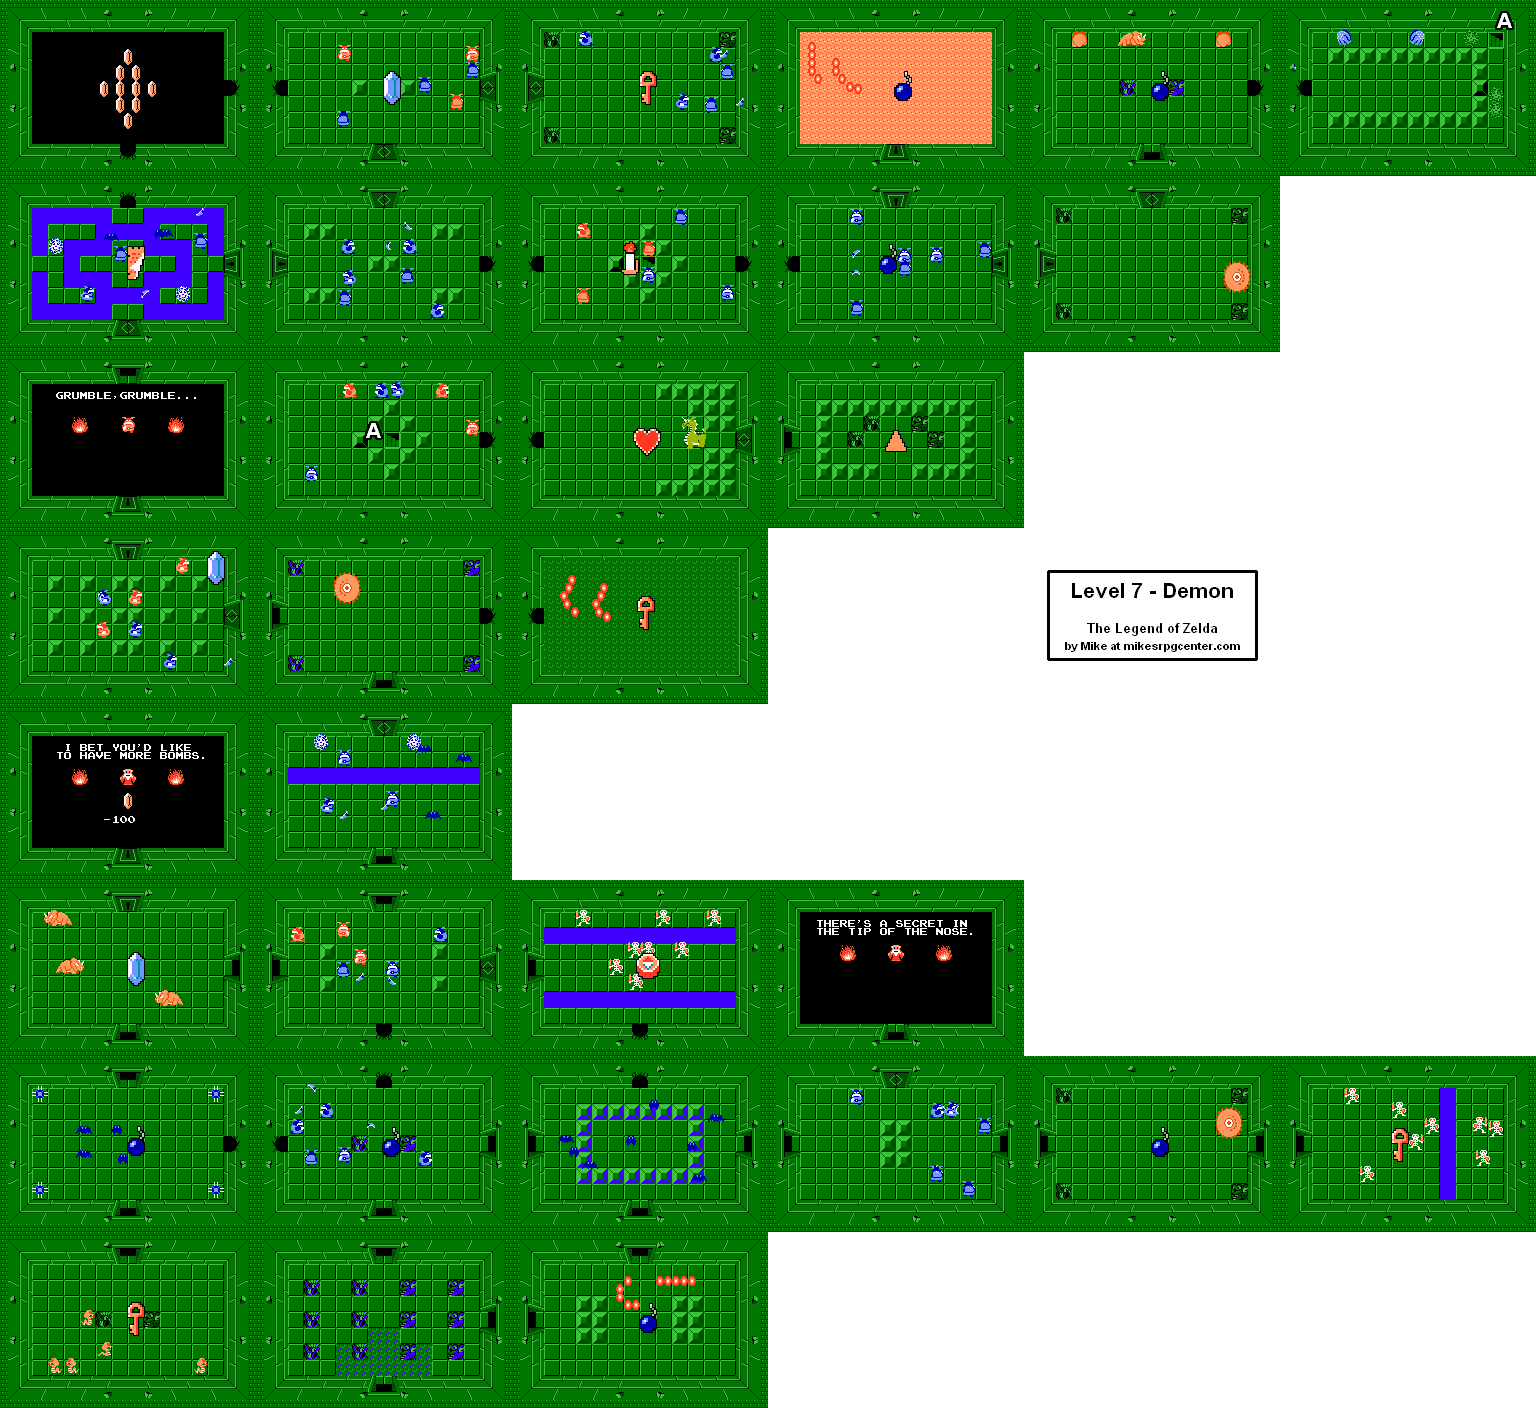 A
GRUMBLE,GRUMBLE...
A
Level 7 - Demon
The Legend of Zelda
by Mike at mikesrpgcenter.com
I BET YOU'D LIKE
TO HAVE MORE BOMBS.
-100
THERE'S A SECRET IN
THE TIP OF THE NOSE.